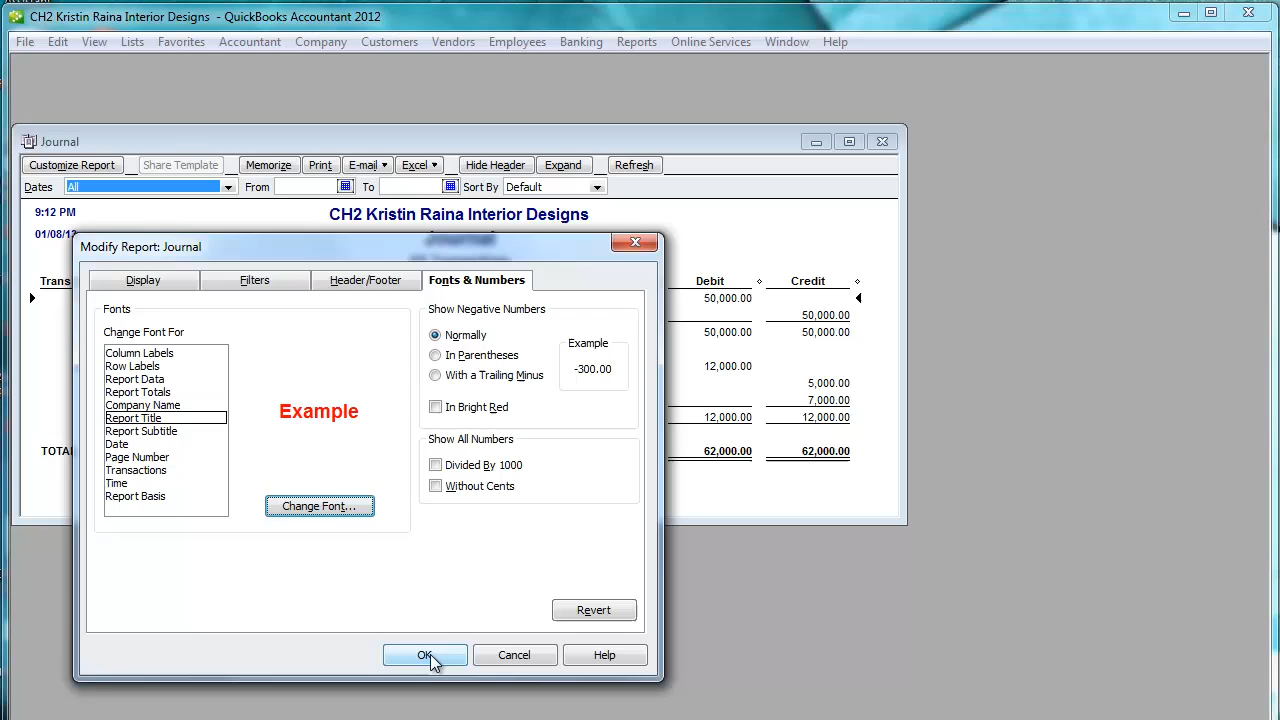 CH2 Kristin Raina Interior Designs - QuickBooks Accountant 2012
File Edit View Lists Favorites Accountant Company Customers Vendors Employees Banking Reports Online Services Window Help
Journal
Customize Report Share Template Memorize Print E-mail Excel Hide Header Expand Refresh
Dates All From To Sort By Default
9:12 PM CH2 Kristin Raina Interior Designs
01/08/13 Journal
Modify Report: Journal
Display Filters Header/Footer Fonts & Numbers
Trans Debit Credit
50,000.00
50,000.00
50,000.00 50,000.00
12,000.00
5,000.00
7,000.00
12,000.00 12,000.00
TOTA 62,000.00 62,000.00
Fonts
Change Font For
Column Labels
Row Labels
Report Data
Report Totals
Company Name
Report Title
Report Subtitle
Date
Page Number
Transactions
Time
Report Basis
Example
Change Font...
Show Negative Numbers
Normally
In Parentheses
With a Trailing Minus
Example
-300.00
In Bright Red
Show All Numbers
Divided By 1000
Without Cents
Revert
OK Cancel Help